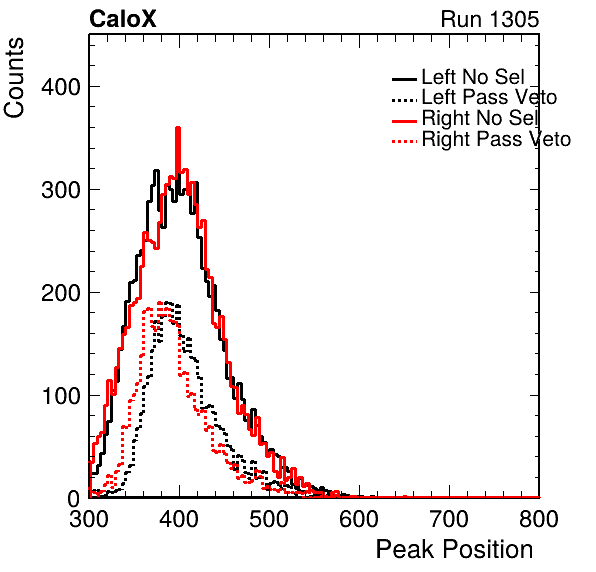 CaloX Run 1305
Counts
400
300
200
100
0
Left No Sel
Left Pass Veto
Right No Sel
Right Pass Veto
300 400 500 600 700 800
Peak Position